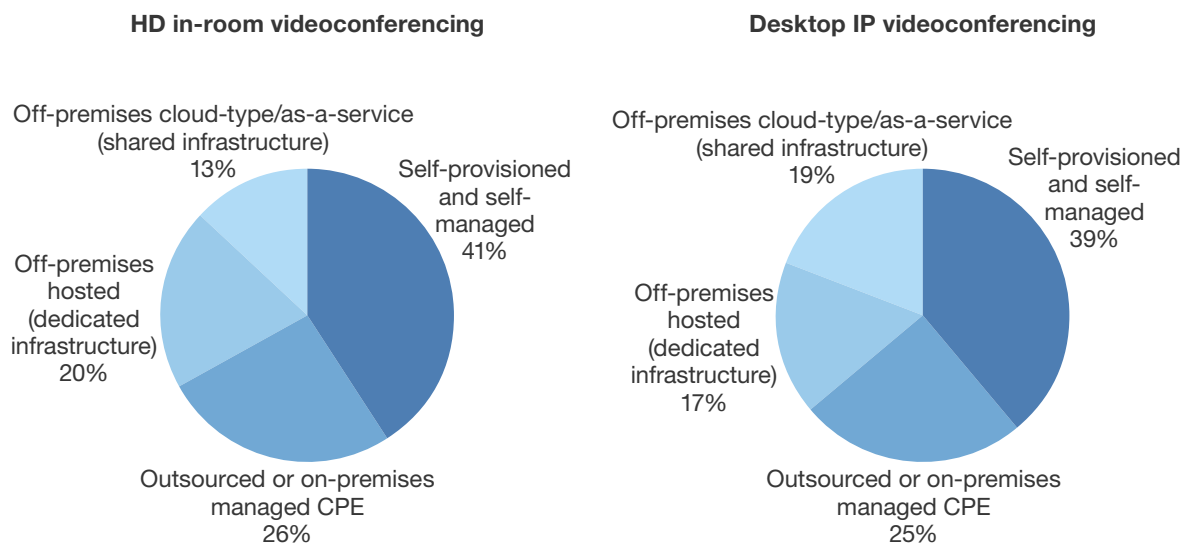 HD in-room videoconferencing
Off-premises cloud-type/as-a-service
(shared infrastructure)
13%
Self-provisioned
and self-
managed
41%
Off-premises
hosted
(dedicated
infrastructure)
20%
Outsourced or on-premises
managed CPE
26%
Desktop IP videoconferencing
Off-premises cloud-type/as-a-service
(shared infrastructure)
19%
Self-provisioned
and self-
managed
39%
Off-premises
hosted
(dedicated
infrastructure)
17%
Outsourced or on-premises
managed CPE
25%